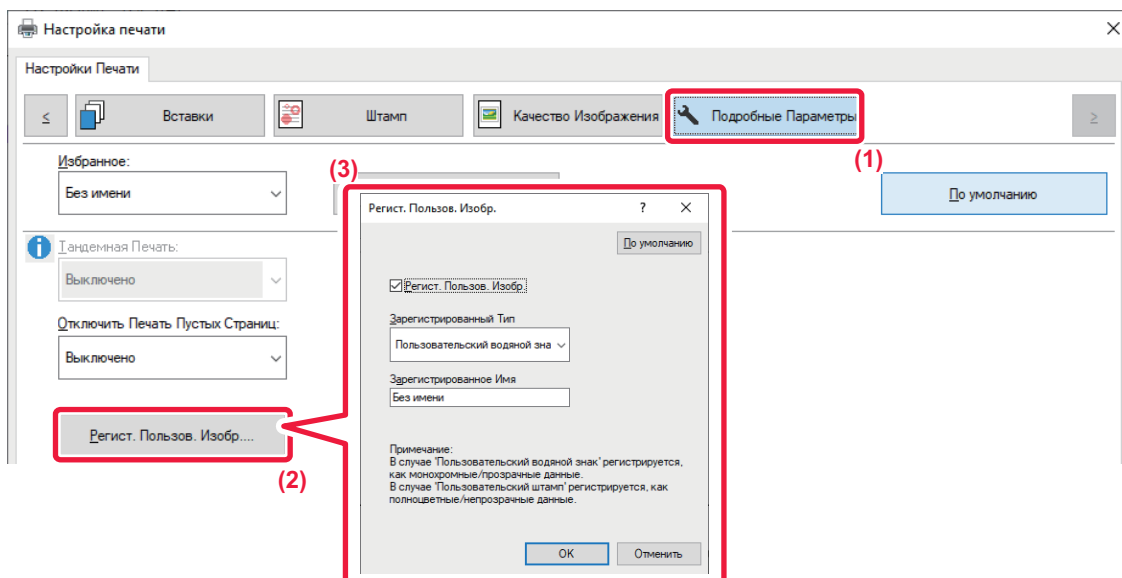 Настройка печати
Настройки Печати
< Вставки Штамп Качество Изображения Подробные Параметры >
(1)
Избранное:
Без имени
По умолчанию
Тандемная Печать:
Выключено
Отключить Печать Пустых Страниц:
Выключено
Регист. Пользов. Изобр....
(2)
(3)
Регист. Пользов. Изобр. ?
По умолчанию
Регист. Пользов. Изобр.
Зарегистрированный Тип
Пользовательский водяной зна
Зарегистрированное Имя
Без имени
Примечание:
В случае 'Пользовательский водяной знак' регистрируется,
как монохромные/прозрачные данные.
В случае 'Пользовательский штамп' регистрируется, как
полноцветные/непрозрачные данные.
OK Отменить